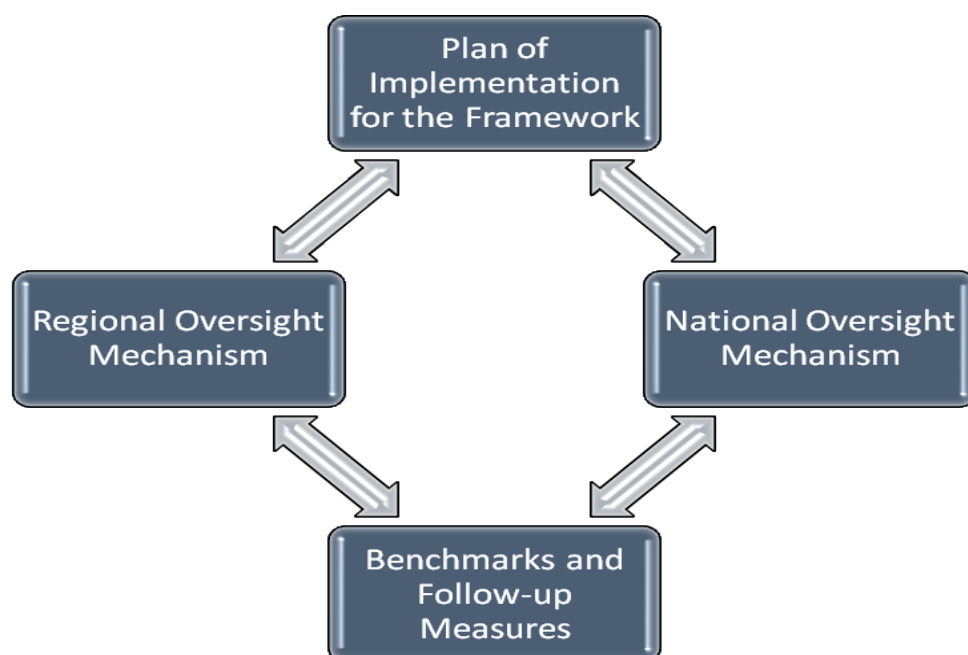 Plan of
Implementation
for the Framework
Regional Oversight
Mechanism
National Oversight
Mechanism
Benchmarks and
Follow-up
Measures